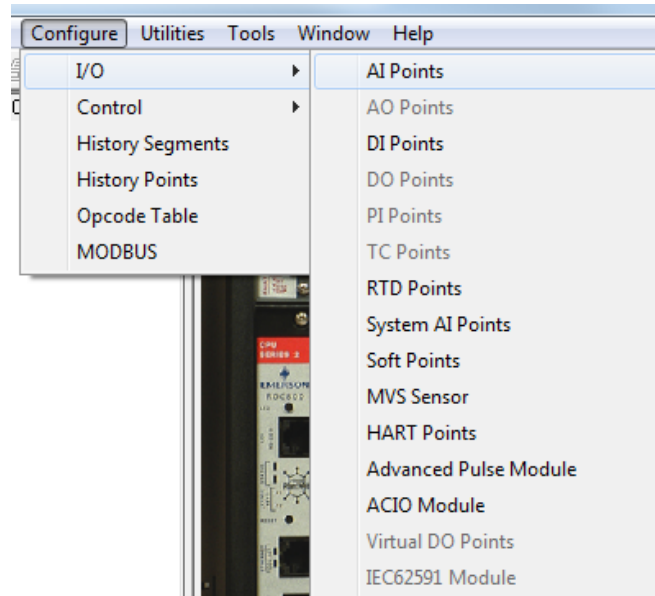 Configure Utilities Tools Window Help
I/O
Control
History Segments
History Points
Opcode Table
MODBUS
AI Points
AO Points
DI Points
DO Points
PI Points
TC Points
RTD Points
System AI Points
Soft Points
MVS Sensor
HART Points
Advanced Pulse Module
ACIO Module
Virtual DO Points
IEC62591 Module
CPU
SERIES 2
EMERSON
ROC800
RESET